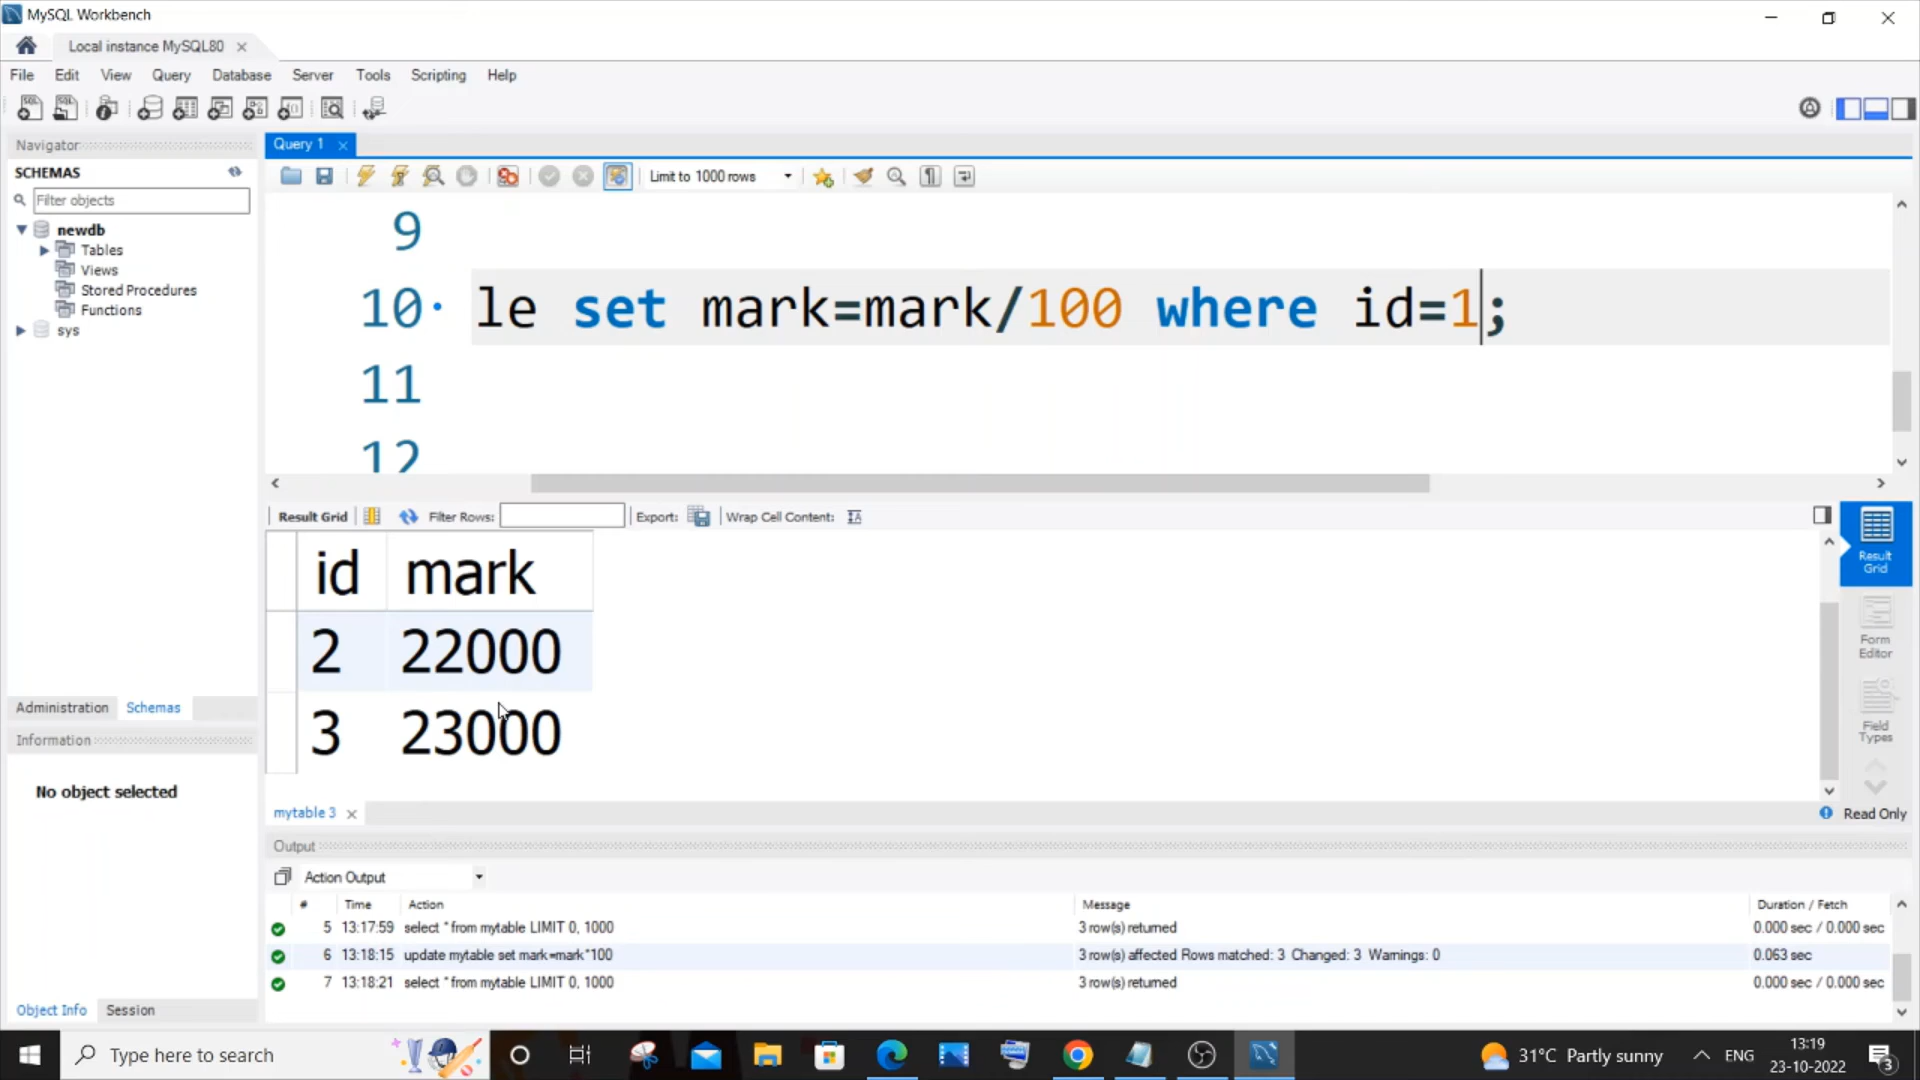 MySQL Workbench
Local instance MySQL80
File Edit View Query Database Server Tools Scripting Help
Navigator
Query 1
SCHEMAS
Limit to 1000 rows
Filter objects
newdb
Tables
Views
Stored Procedures
Functions
sys
9
10 le set mark=mark/100 where id=1;
11
12
Result Grid Filter Rows: Export: Wrap Cell Content:
id mark
2 22000
3 23000
Result Grid
Form Editor
Field Types
Administration Schemas
Information
No object selected
mytable 3
Read Only
Output
Action Output
# Time Action Message Duration / Fetch
5 13:17:59 select * from mytable LIMIT 0, 1000 3 row(s) returned 0.000 sec / 0.000 sec
6 13:18:15 update mytable set mark=mark*100 3 row(s) affected Rows matched: 3 Changed: 3 Warnings: 0 0.063 sec
7 13:18:21 select * from mytable LIMIT 0, 1000 3 row(s) returned 0.000 sec / 0.000 sec
Object Info Session
Type here to search
31°C Partly sunny
ENG
13:19
23-10-2022
3